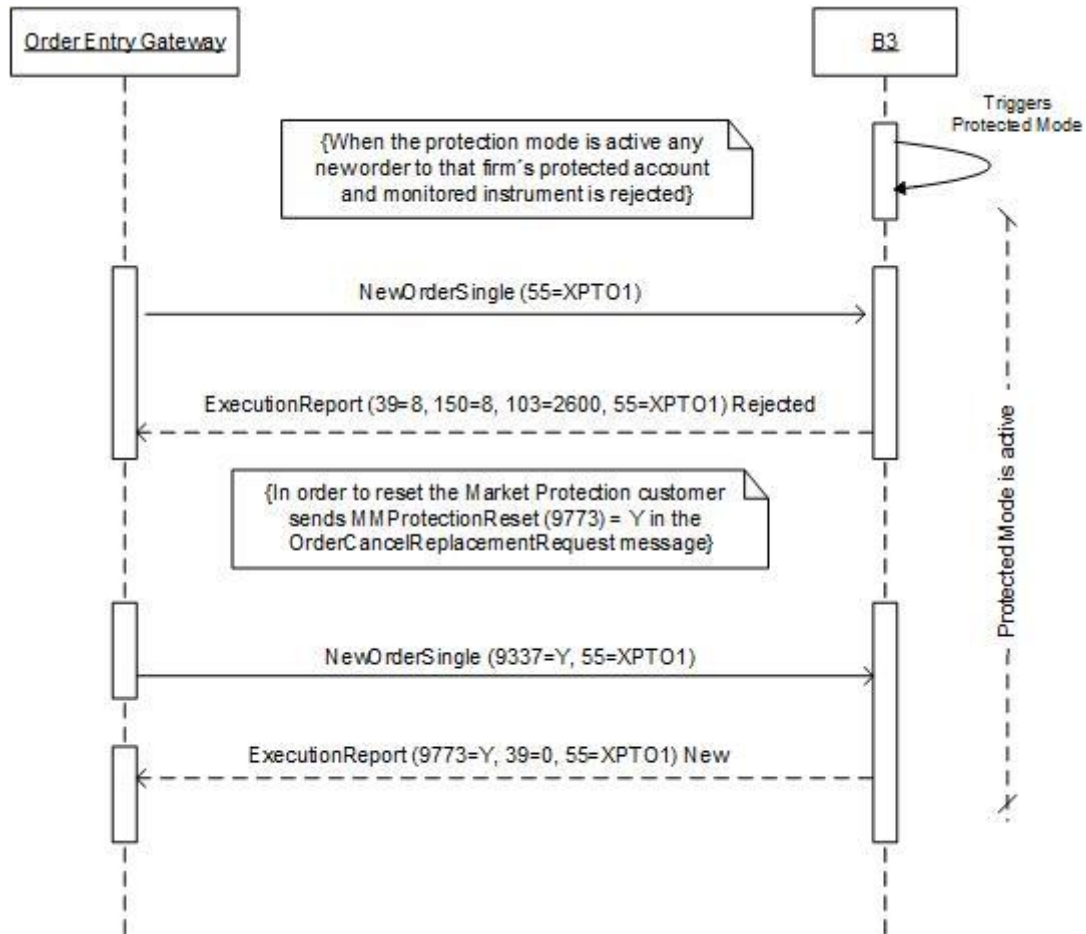 Order Entry Gateway
B3
Triggers
Protected Mode
{When the protection mode is active any
neworder to that firm´s protected account
and monitored instrument is rejected}
NewOrderSingle (55=XPTO1)
ExecutionReport (39=8, 150=8, 103=2600, 55=XPTO1) Rejected
{In order to reset the Market Protection customer
sends MMProtectionReset (9773) = Y in the
OrderCancelReplacementRequest message}
Protected Mode is active
NewOrderSingle (9337=Y, 55=XPTO1)
ExecutionReport (9773=Y, 39=0, 55=XPTO1) New